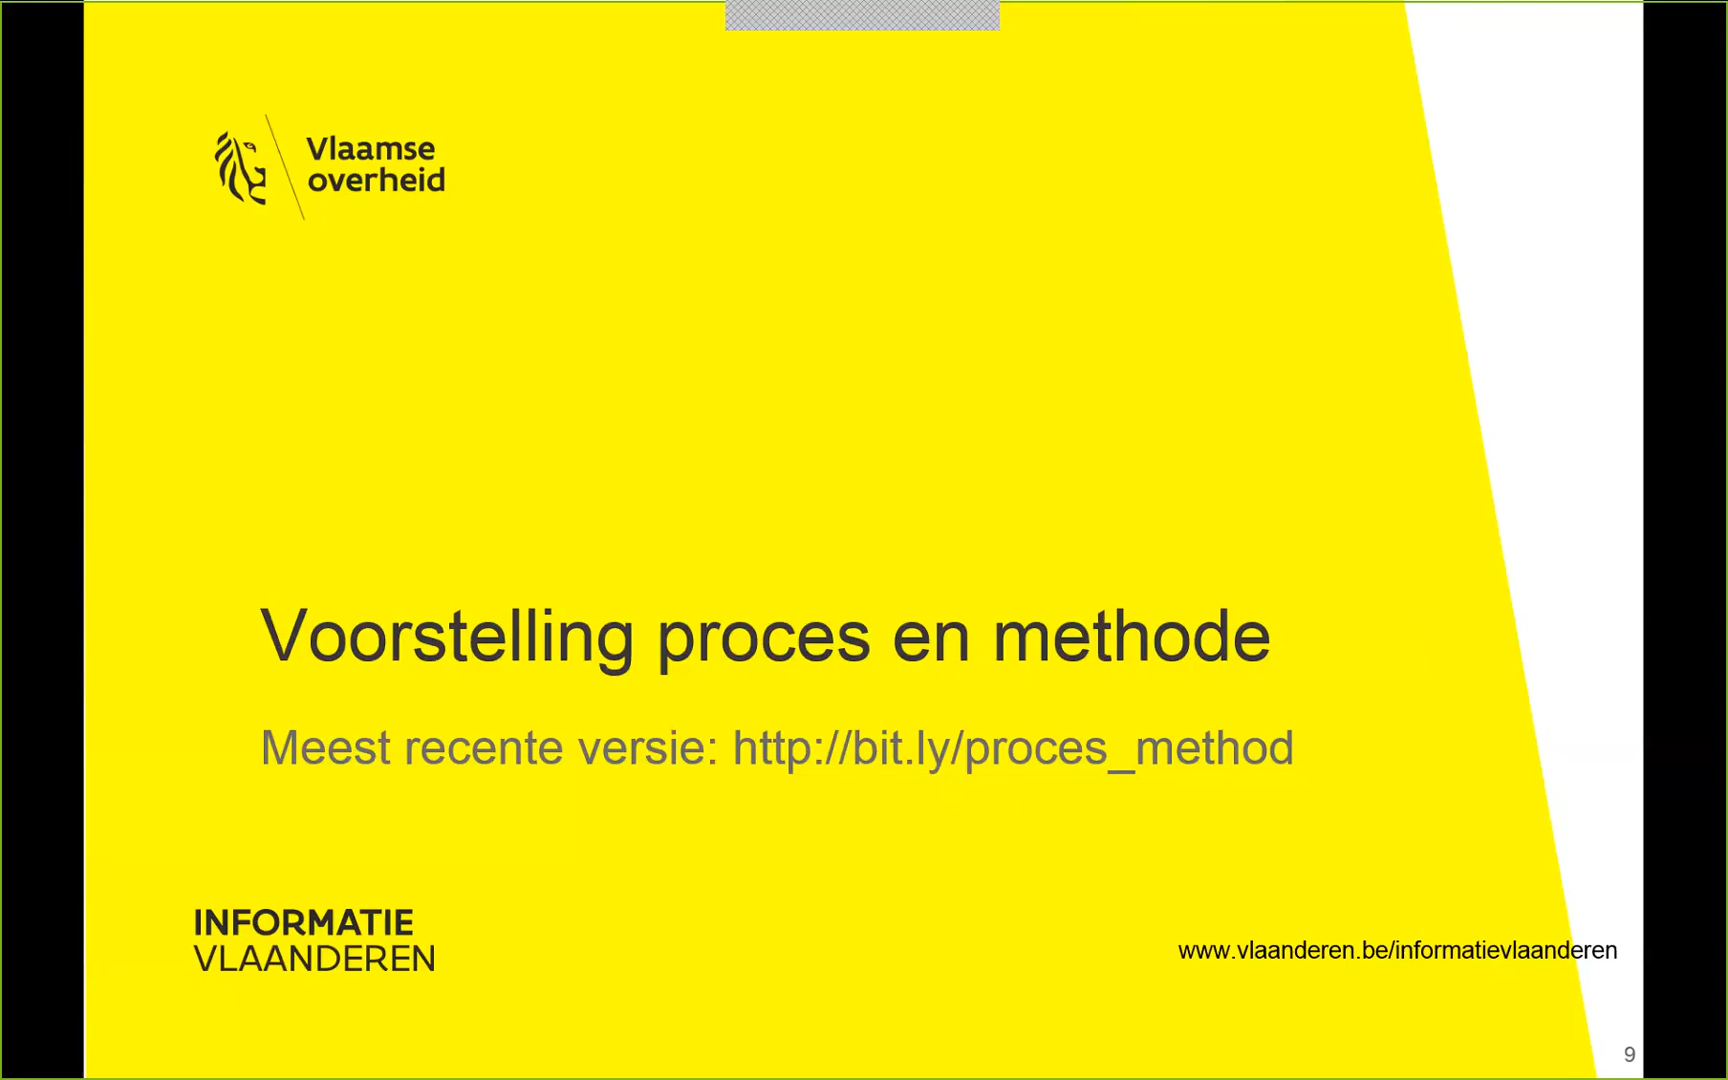 Vlaamse
overheid
Voorstelling proces en methode
Meest recente versie: http://bit.ly/proces_method
INFORMATIE
VLAANDEREN
www.vlaanderen.be/informatievlaanderen
9